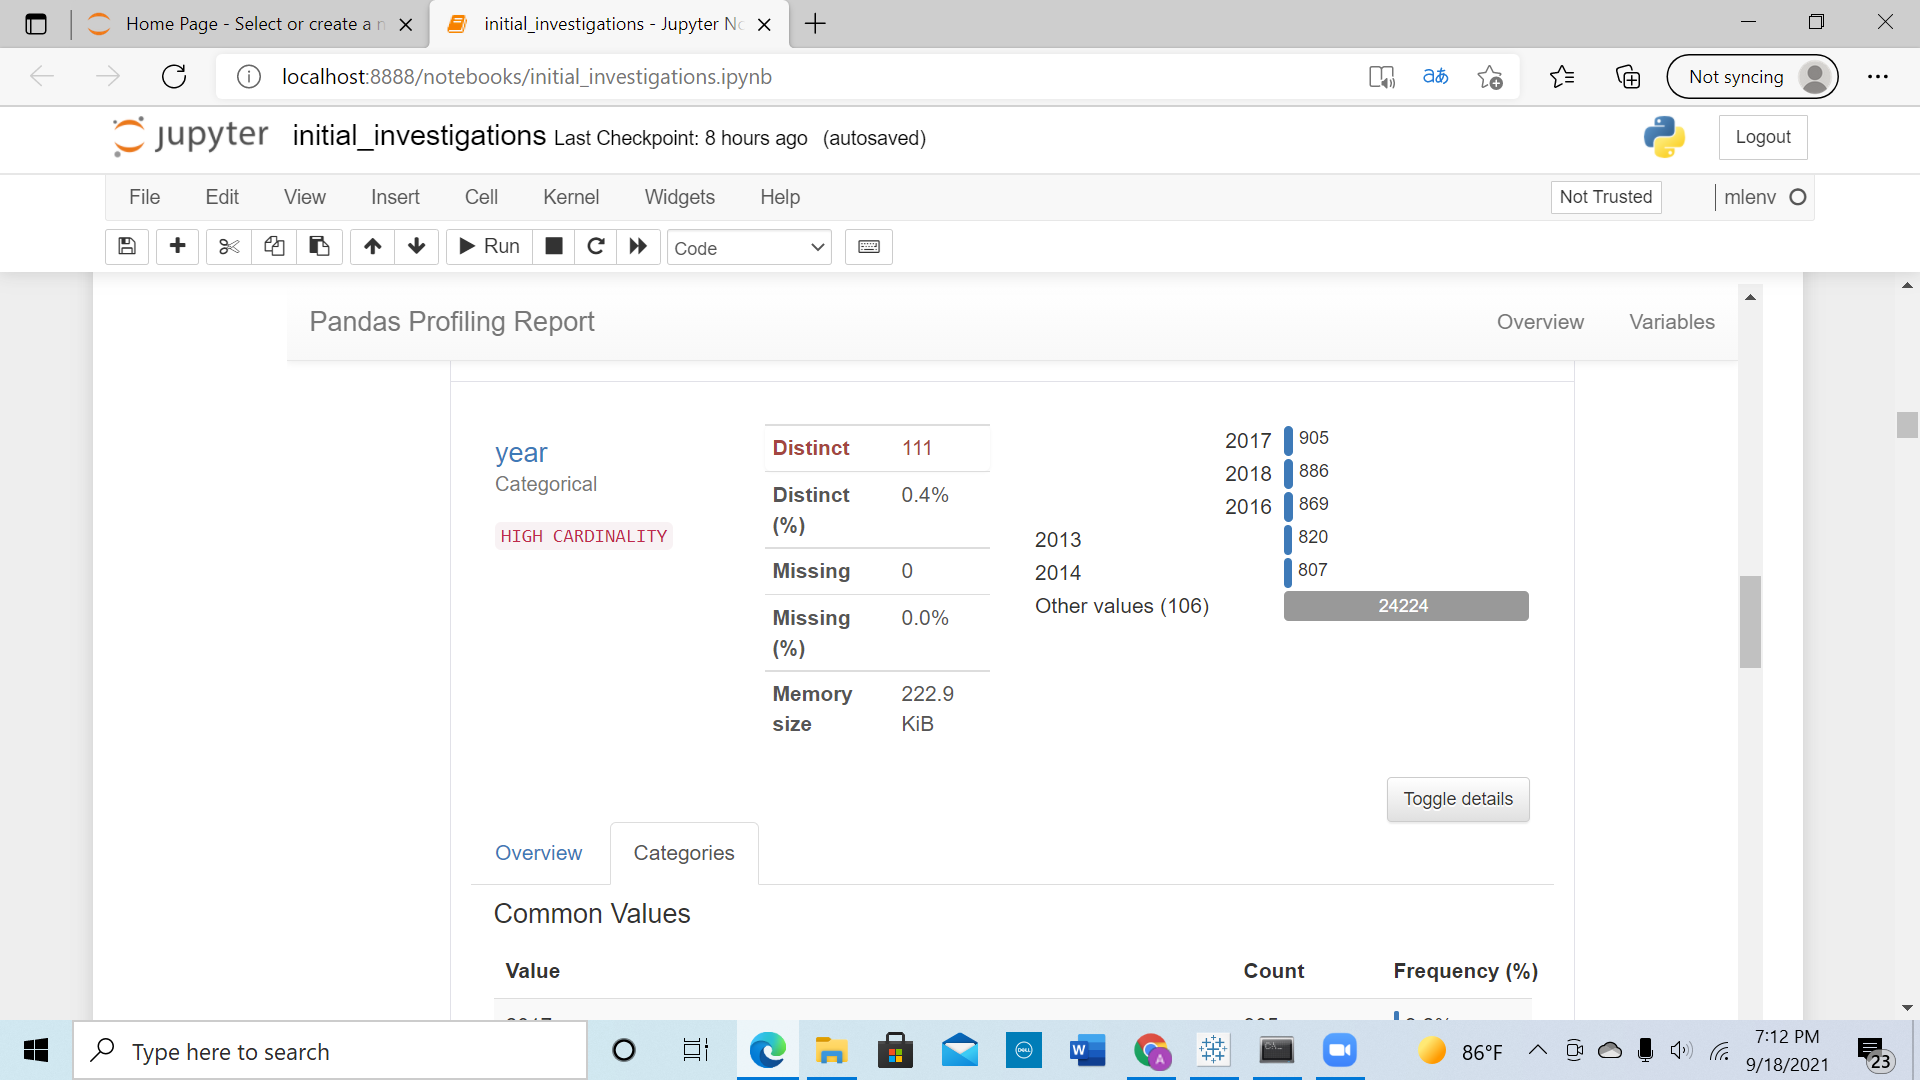 Home Page - Select or create a n
initial_investigations - Jupyter No
localhost:8888/notebooks/initial_investigations.ipynb
aあ
Not syncing
jupyter
initial_investigations Last Checkpoint: 8 hours ago (autosaved)
Logout
File Edit View Insert Cell Kernel Widgets Help
Not Trusted
mlenv
Run
Code
Pandas Profiling Report
Overview
Variables
year
Categorical
HIGH CARDINALITY
Distinct 111
Distinct (%) 0.4%
Missing 0
Missing (%) 0.0%
Memory size 222.9 KiB
2017 905
2018 886
2016 869
2013 820
2014 807
Other values (106) 24224
Toggle details
Overview
Categories
Common Values
Value Count Frequency (%)
Type here to search
DELL
W
A
C:\_
86°F
7:12 PM
9/18/2021
23